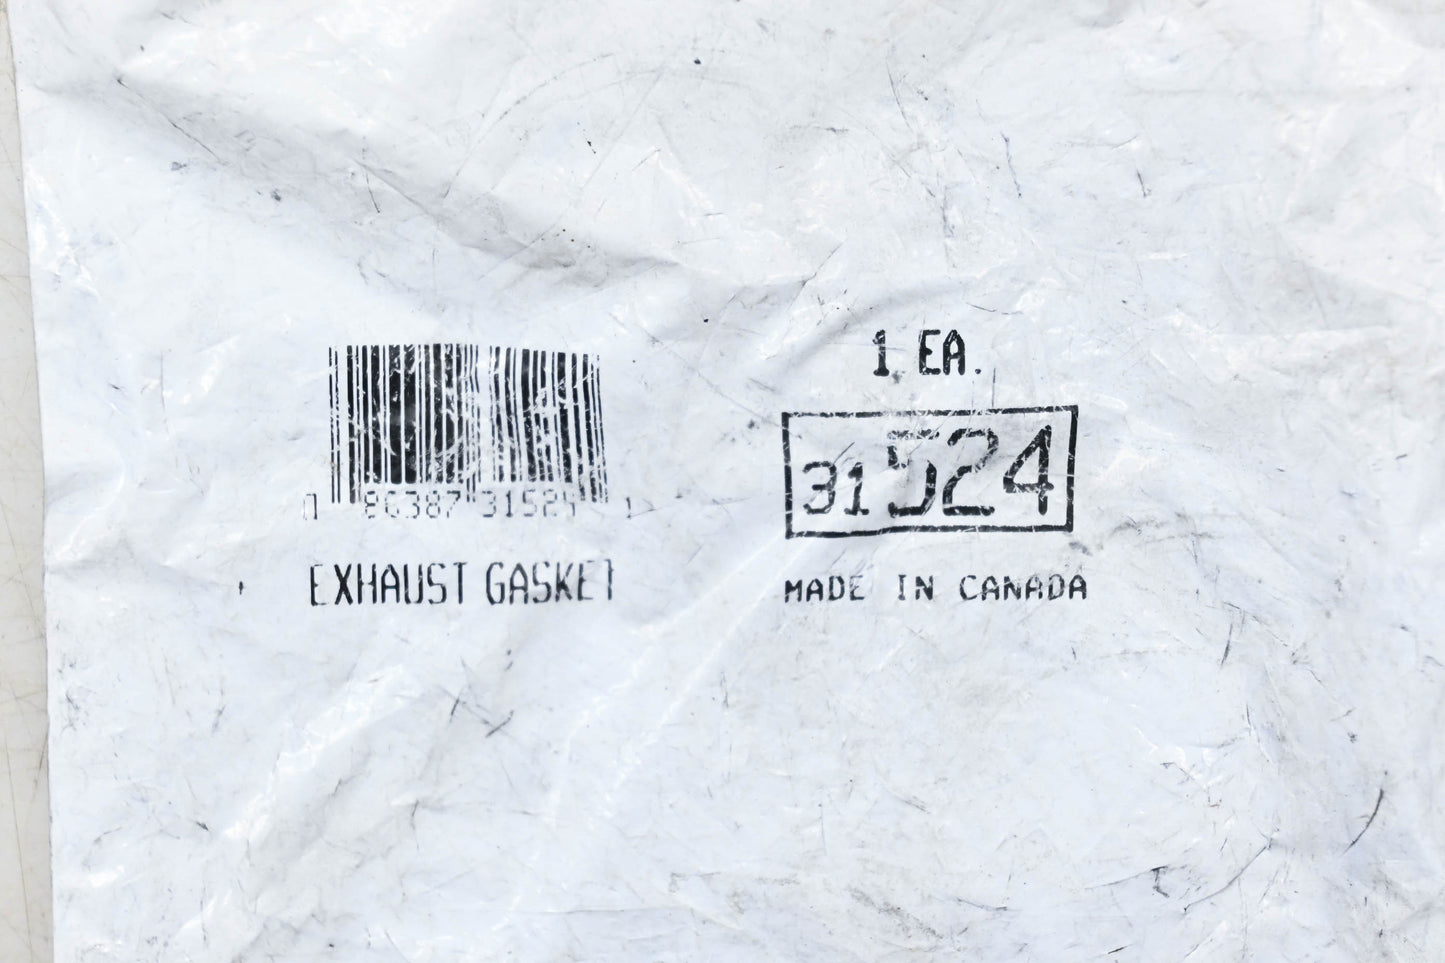 0 86387 31524 1
EXHAUST GASKET
1 EA.
31524
MADE IN CANADA